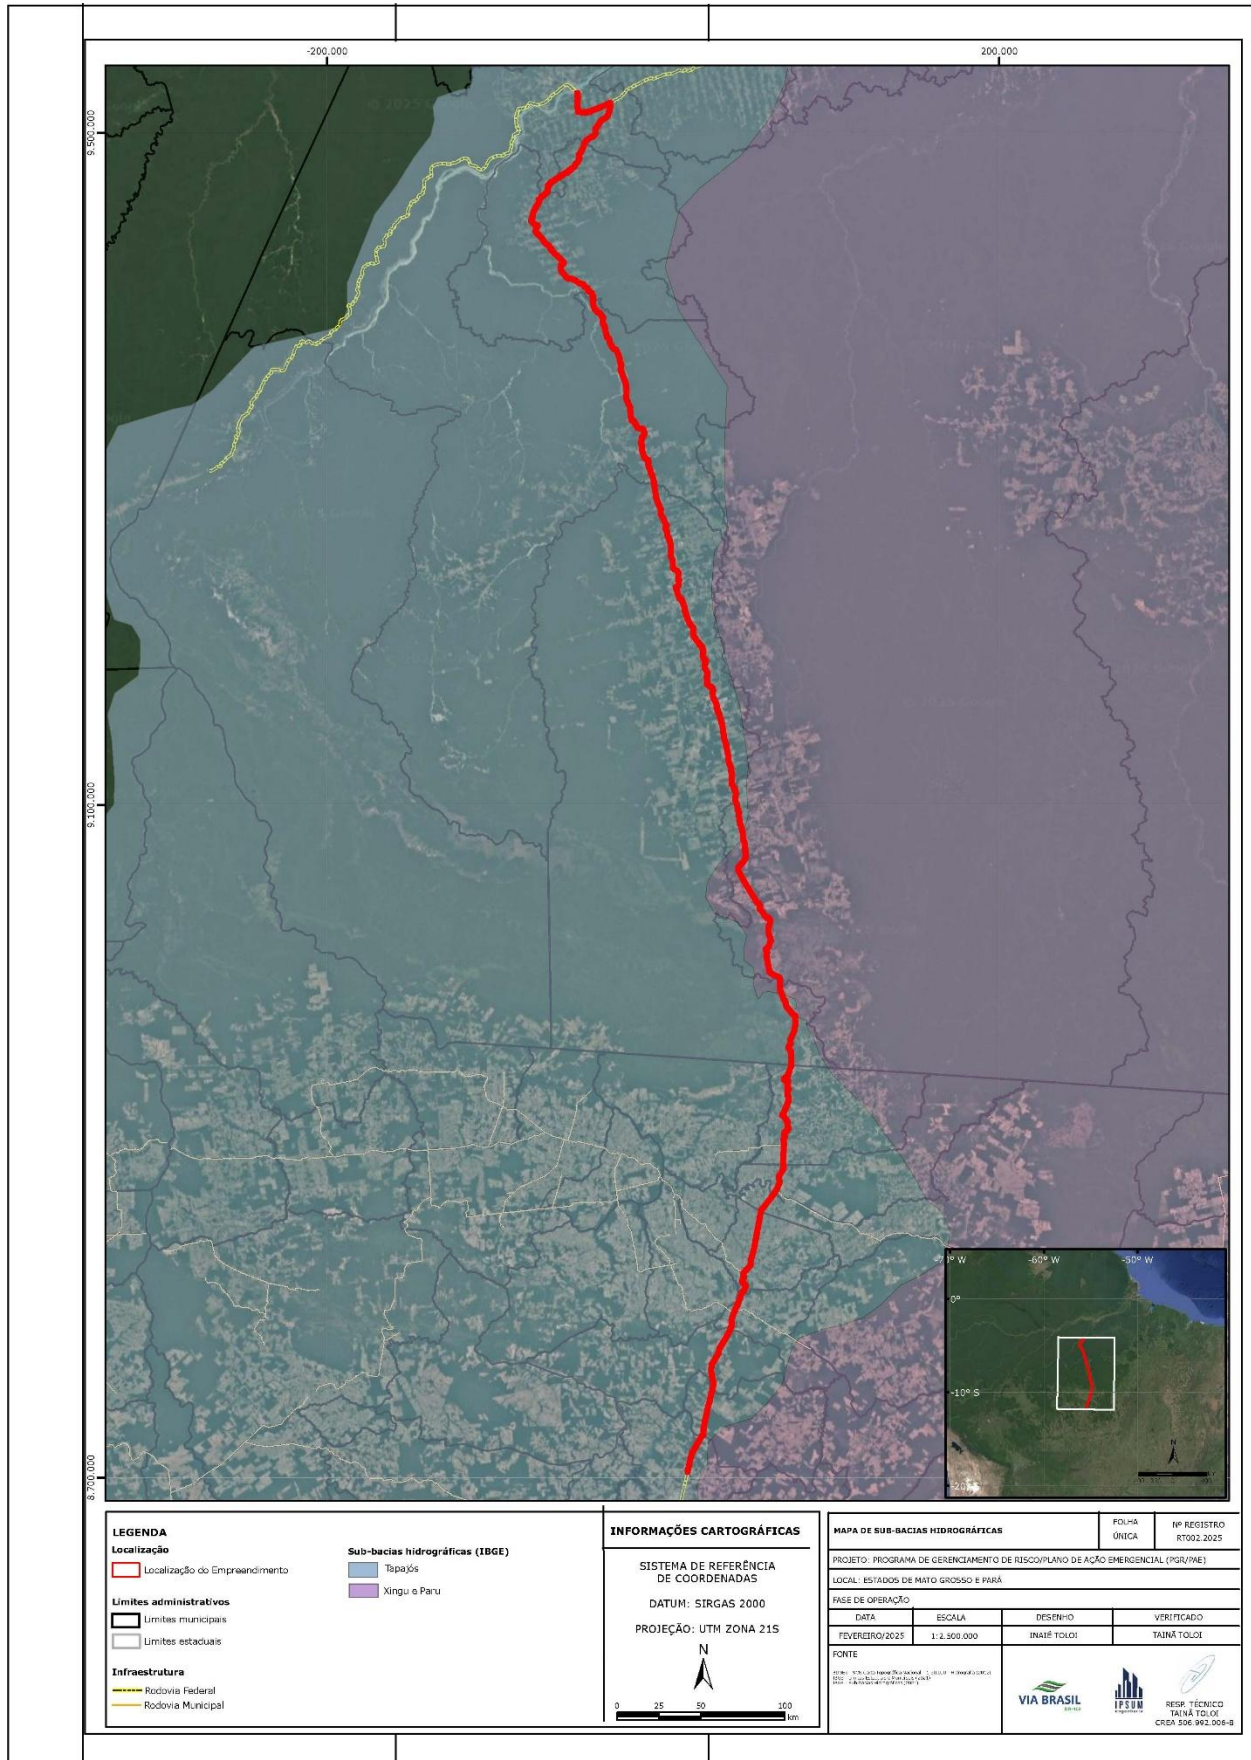 -200.000
200.000
9.500.000
9.100.000
8.700.000
-70° W
-60° W
-50° W
0°
-10° S
N
LEGENDA
Localização
Localização do Empreendimento
Limites administrativos
Limites municipais
Limites estaduais
Infraestrutura
Rodovia Federal
Rodovia Municipal
Sub-bacias hidrográficas (IBGE)
Tapajós
Xingu e Paru
INFORMAÇÕES CARTOGRÁFICAS
SISTEMA DE REFERÊNCIA
DE COORDENADAS
DATUM: SIRGAS 2000
PROJEÇÃO: UTM ZONA 21S
N
0 25 50 100
km
MAPA DE SUB-BACIAS HIDROGRÁFICAS
FOLHA
ÚNICA
Nº REGISTRO
RT002.2025
PROJETO: PROGRAMA DE GERENCIAMENTO DE RISCO/PLANO DE AÇÃO EMERGENCIAL (PGR/PAE)
LOCAL: ESTADOS DE MATO GROSSO E PARÁ
FASE DE OPERAÇÃO
DATA ESCALA DESENHO VERIFICADO
FEVEREIRO/2025 1:2.500.000 INAIÊ TOLOI TAINÃ TOLOI
FONTE
VIA BRASIL
IPSUM
RESP. TÉCNICO
TAINÃ TOLOI
CREA 506.992.006-8